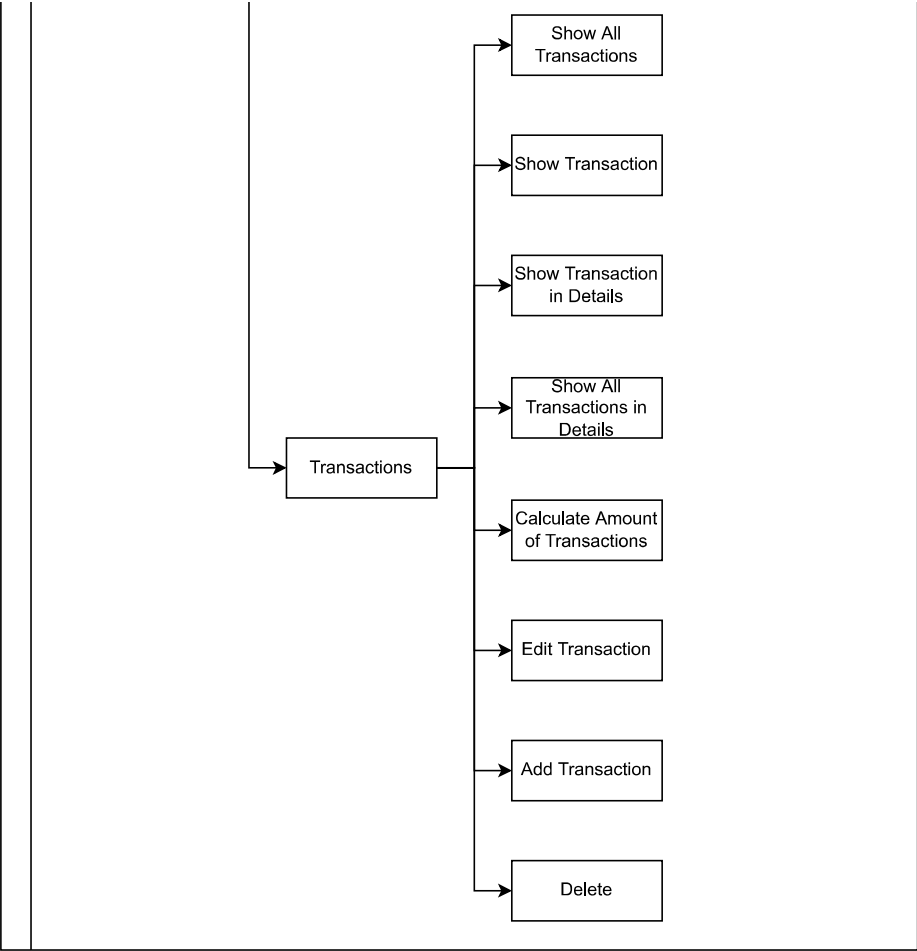 Show All
Transactions
Show Transaction
Show Transaction
in Details
Show All
Transactions in
Details
Transactions
Calculate Amount
of Transactions
Edit Transaction
Add Transaction
Delete